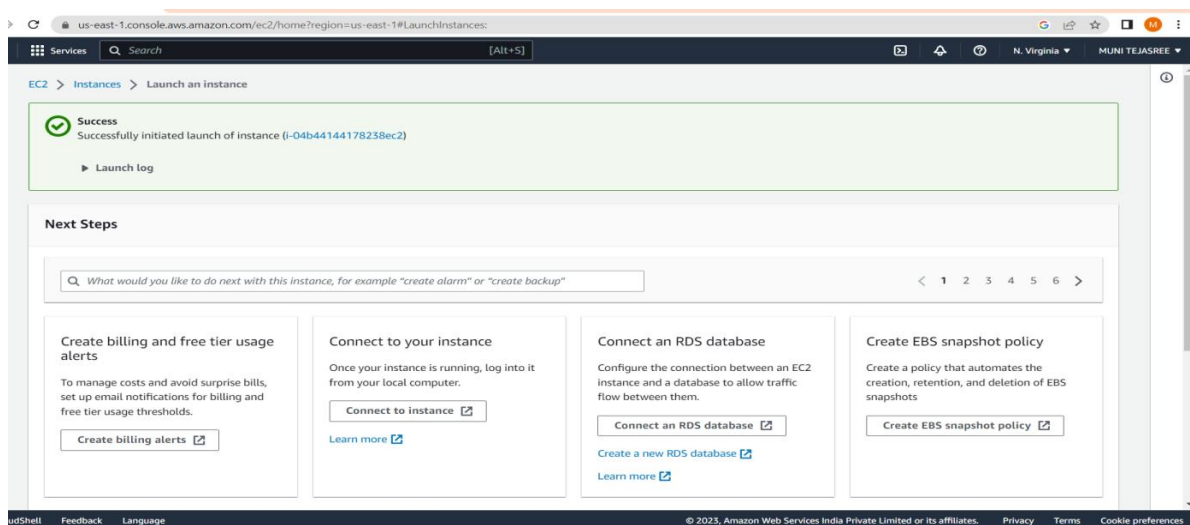 us-east-1.console.aws.amazon.com/ec2/home?region=us-east-1#LaunchInstances:
G
M
Services
Search
[Alt+S]
N. Virginia ▼
MUNI TEJASREE ▼
EC2 > Instances > Launch an instance
Success
Successfully initiated launch of instance (i-04b44144178238ec2)
▶ Launch log
Next Steps
What would you like to do next with this instance, for example "create alarm" or "create backup"
< 1 2 3 4 5 6 >
Create billing and free tier usage
alerts
To manage costs and avoid surprise bills,
set up email notifications for billing and
free tier usage thresholds.
Create billing alerts
Connect to your instance
Once your instance is running, log into it
from your local computer.
Connect to instance
Learn more
Connect an RDS database
Configure the connection between an EC2
instance and a database to allow traffic
flow between them.
Connect an RDS database
Create a new RDS database
Learn more
Create EBS snapshot policy
Create a policy that automates the
creation, retention, and deletion of EBS
snapshots
Create EBS snapshot policy
udShell Feedback Language
© 2023, Amazon Web Services India Private Limited or its affiliates. Privacy Terms Cookie preferences